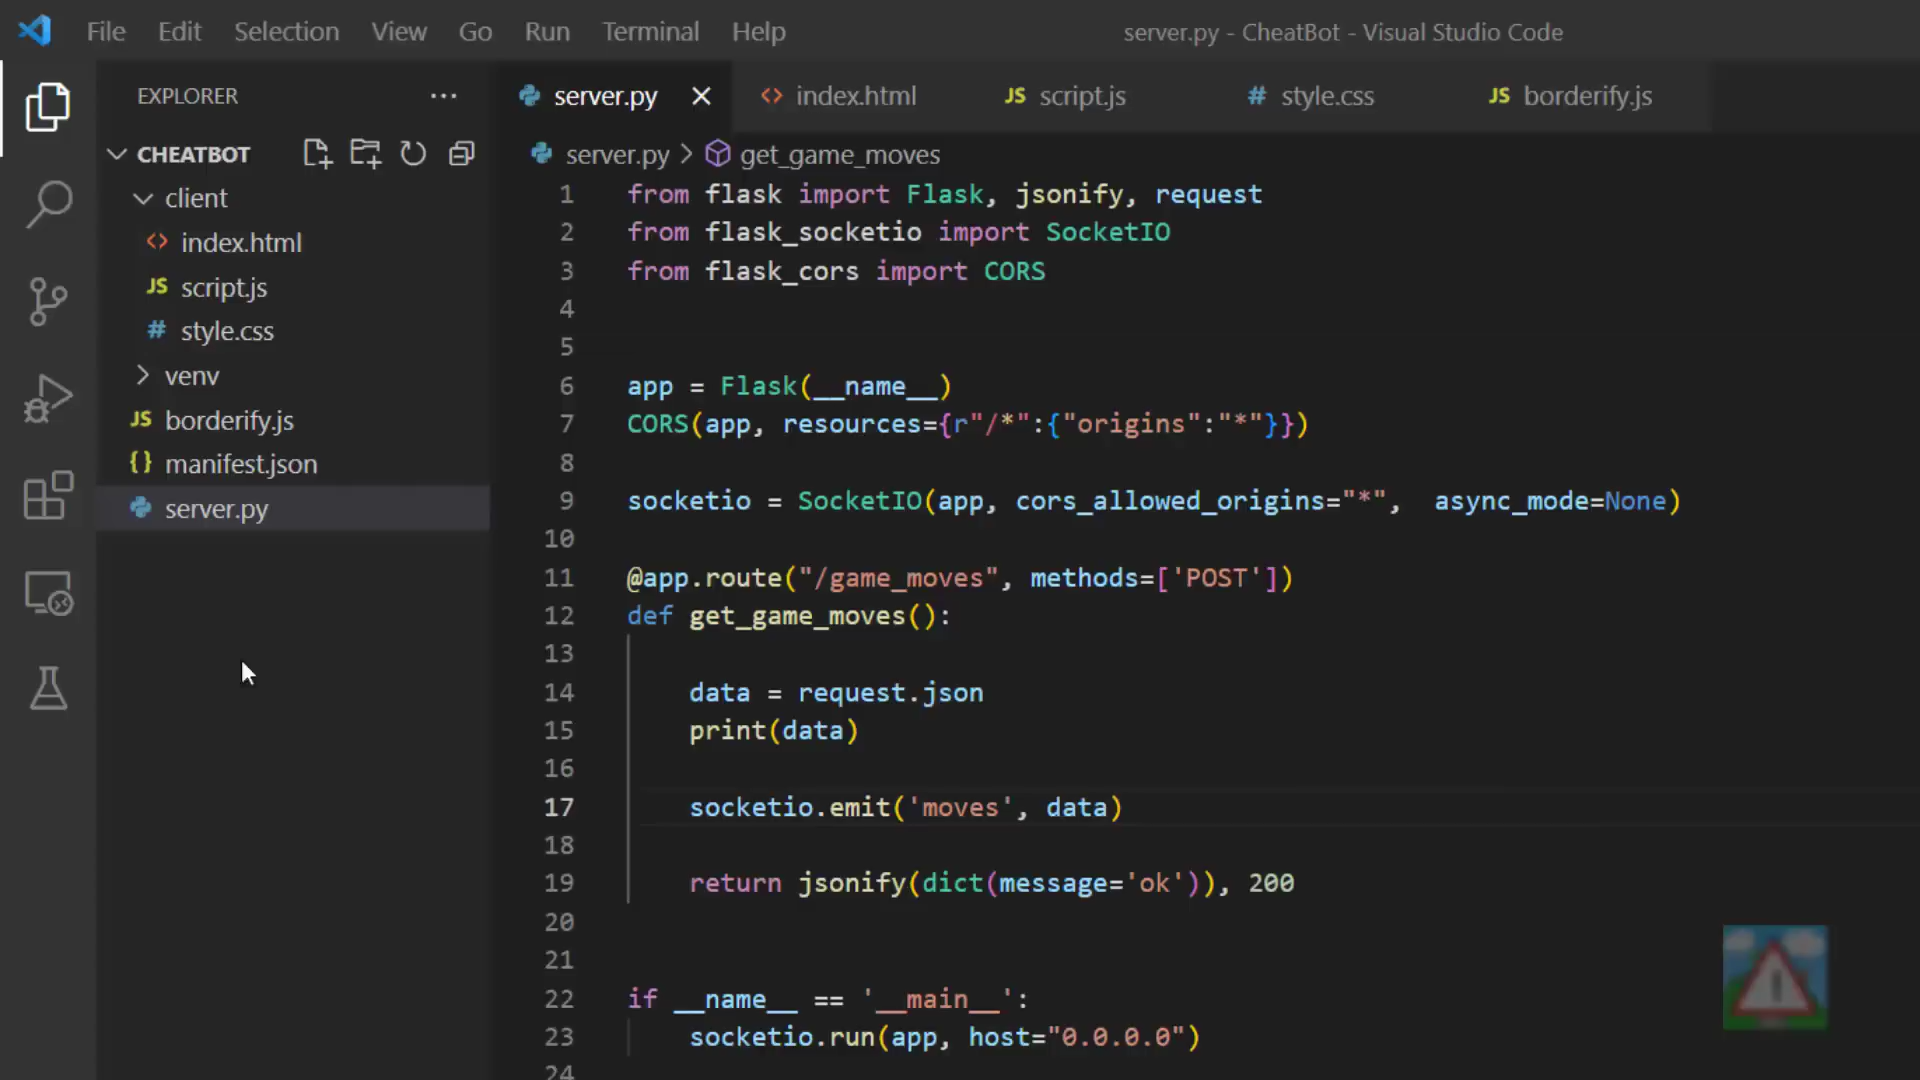 File Edit Selection View Go Run Terminal Help server.py - CheatBot - Visual Studio Code
EXPLORER ···
CHEATBOT
client
<> index.html
JS script.js
# style.css
venv
JS borderify.js
{} manifest.json
server.py
server.py <> index.html JS script.js # style.css JS borderify.js
server.py > get_game_moves
1 from flask import Flask, jsonify, request
2 from flask_socketio import SocketIO
3 from flask_cors import CORS
4
5
6 app = Flask(__name__)
7 CORS(app, resources={r"/*":{"origins":"*"}})
8
9 socketio = SocketIO(app, cors_allowed_origins="*",  async_mode=None)
10
11 @app.route("/game_moves", methods=['POST'])
12 def get_game_moves():
13
14     data = request.json
15     print(data)
16
17     socketio.emit('moves', data)
18
19     return jsonify(dict(message='ok')), 200
20
21
22 if __name__ == '__main__':
23     socketio.run(app, host="0.0.0.0")
24